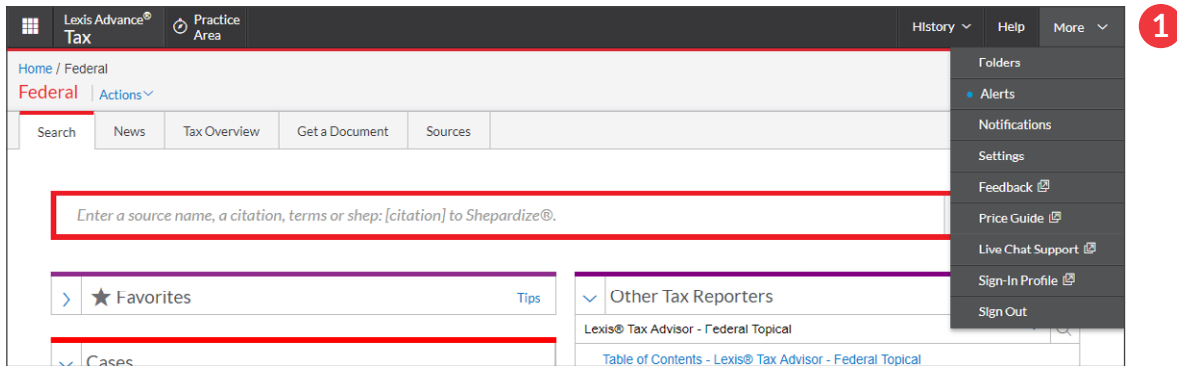 Lexis Advance®
Tax
Practice
Area
History
Help
More
1
Home / Federal
Federal
Actions
Folders
Alerts
Notifications
Settings
Feedback
Price Guide
Live Chat Support
Sign-In Profile
Sign Out
Search
News
Tax Overview
Get a Document
Sources
Enter a source name, a citation, terms or shep: [citation] to Shepardize®.
Favorites
Tips
Cases
Other Tax Reporters
Lexis® Tax Advisor - Federal Topical
Table of Contents - Lexis® Tax Advisor - Federal Topical